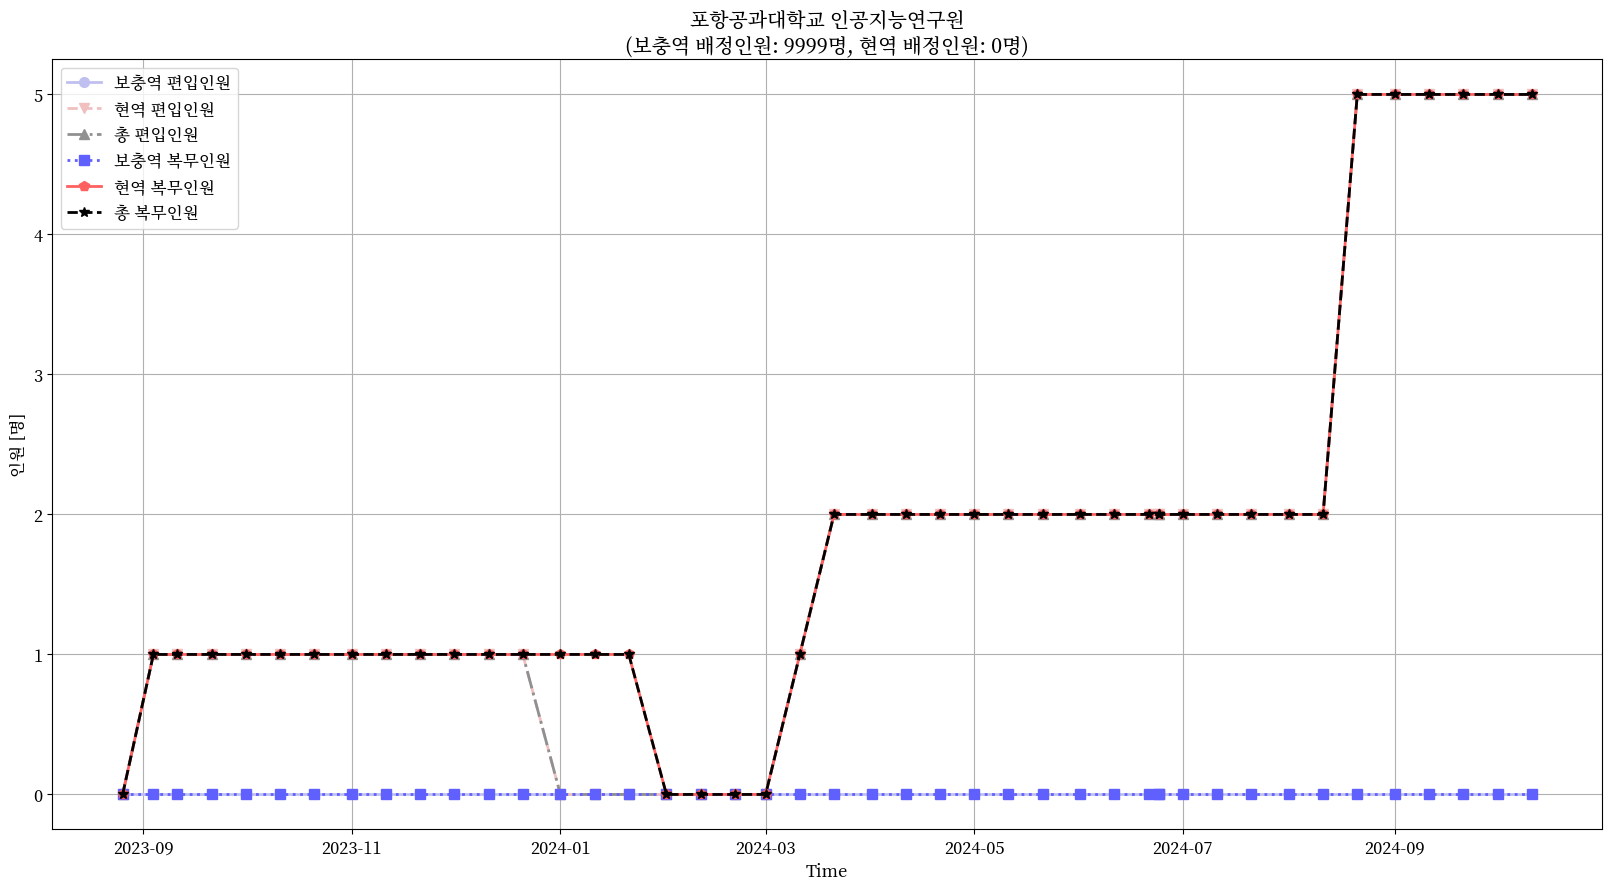 포항공과대학교 인공지능연구원
(보충역 배정인원: 9999명, 현역 배정인원: 0명)
보충역 편입인원
현역 편입인원
총 편입인원
보충역 복무인원
현역 복무인원
총 복무인원
인원 [명]
5
4
3
2
1
0
2023-09
2023-11
2024-01
2024-03
2024-05
2024-07
2024-09
Time